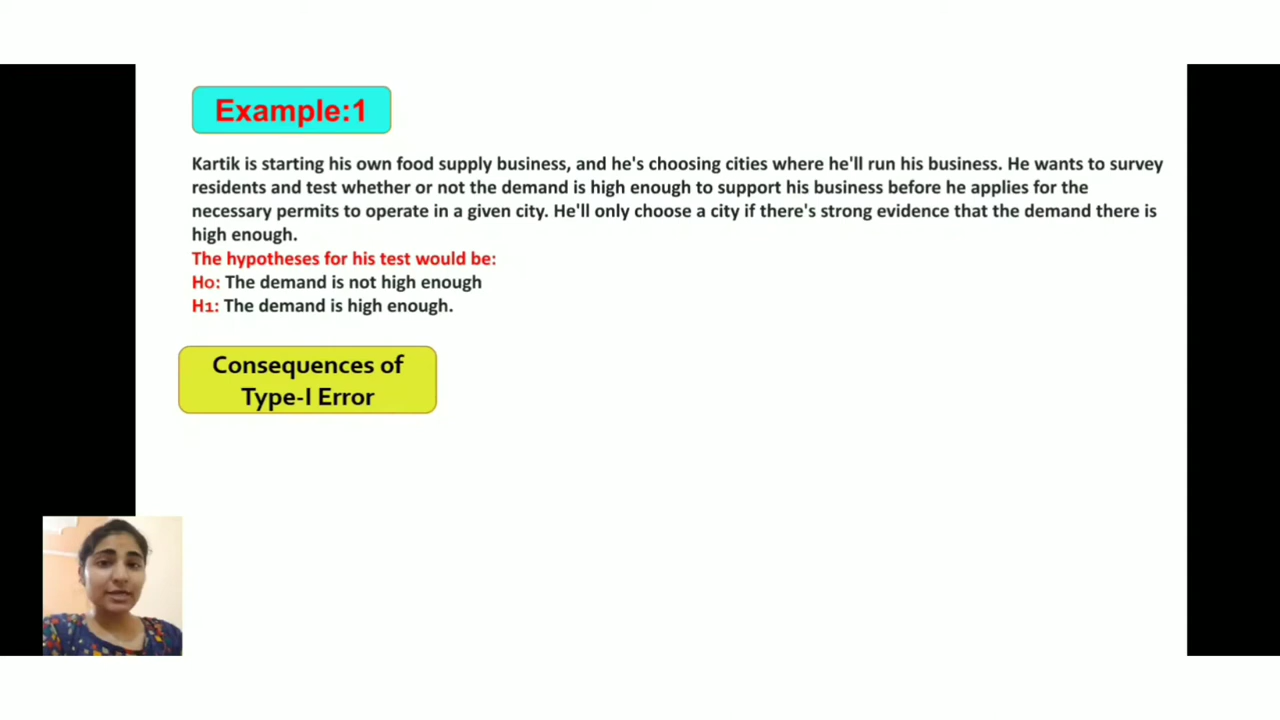 Example:1
Kartik is starting his own food supply business, and he's choosing cities where he'll run his business. He wants to survey
residents and test whether or not the demand is high enough to support his business before he applies for the
necessary permits to operate in a given city. He'll only choose a city if there's strong evidence that the demand there is
high enough.
The hypotheses for his test would be:
H0: The demand is not high enough
H1: The demand is high enough.
Consequences of
Type-I Error